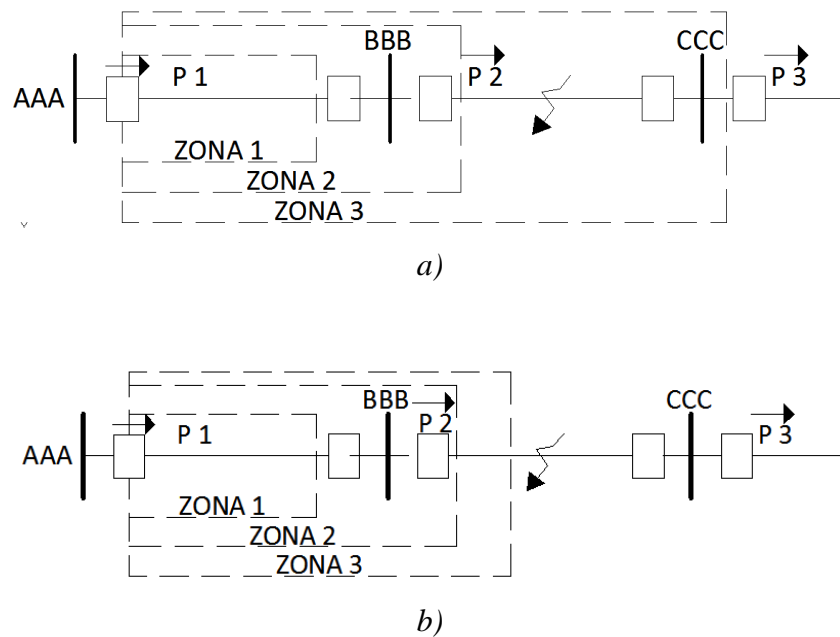 BBB
CCC
P 1
P 2
P 3
AAA
ZONA 1
ZONA 2
ZONA 3
a)
BBB
CCC
P 1
P 2
P 3
AAA
ZONA 1
ZONA 2
ZONA 3
b)